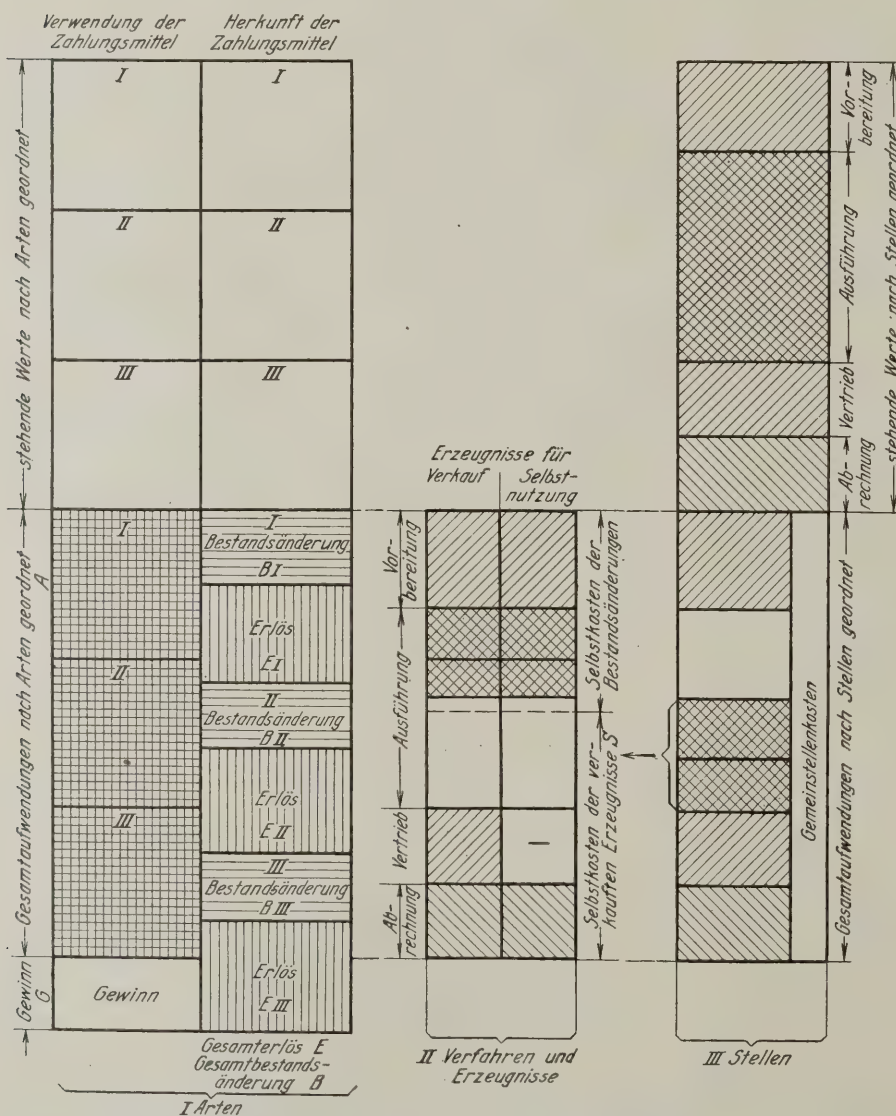 Verwendung der
Zahlungsmittel
Herkunft der
Zahlungsmittel
stehende Werte nach Arten geordnet
I
I
II
II
III
III
Gesamtaufwendungen nach Arten geordnet
A
I
II
III
I
Bestandsänderung
B I
Erlös
E I
II
Bestandsänderung
B II
Erlös
E II
III
Bestandsänderung
B III
Erlös
E III
Gewinn
G
Gewinn
Gesamterlös E
Gesamtbestands-
änderung B
I Arten
Erzeugnisse für
Verkauf
Selbst-
nutzung
Vor-
bereitung
Ausführung
Vertrieb
Ab-
rechnung
—
Selbstkosten der
Bestandsänderungen
Selbstkosten der ver-
kauften Erzeugnisse S
II Verfahren und
Erzeugnisse
Vor-
bereitung
Ausführung
Vertrieb
Ab-
rechnung
stehende Werte nach Stellen geordnet
Gemeinstellenkosten
Gesamtaufwendungen nach Stellen geordnet
III Stellen